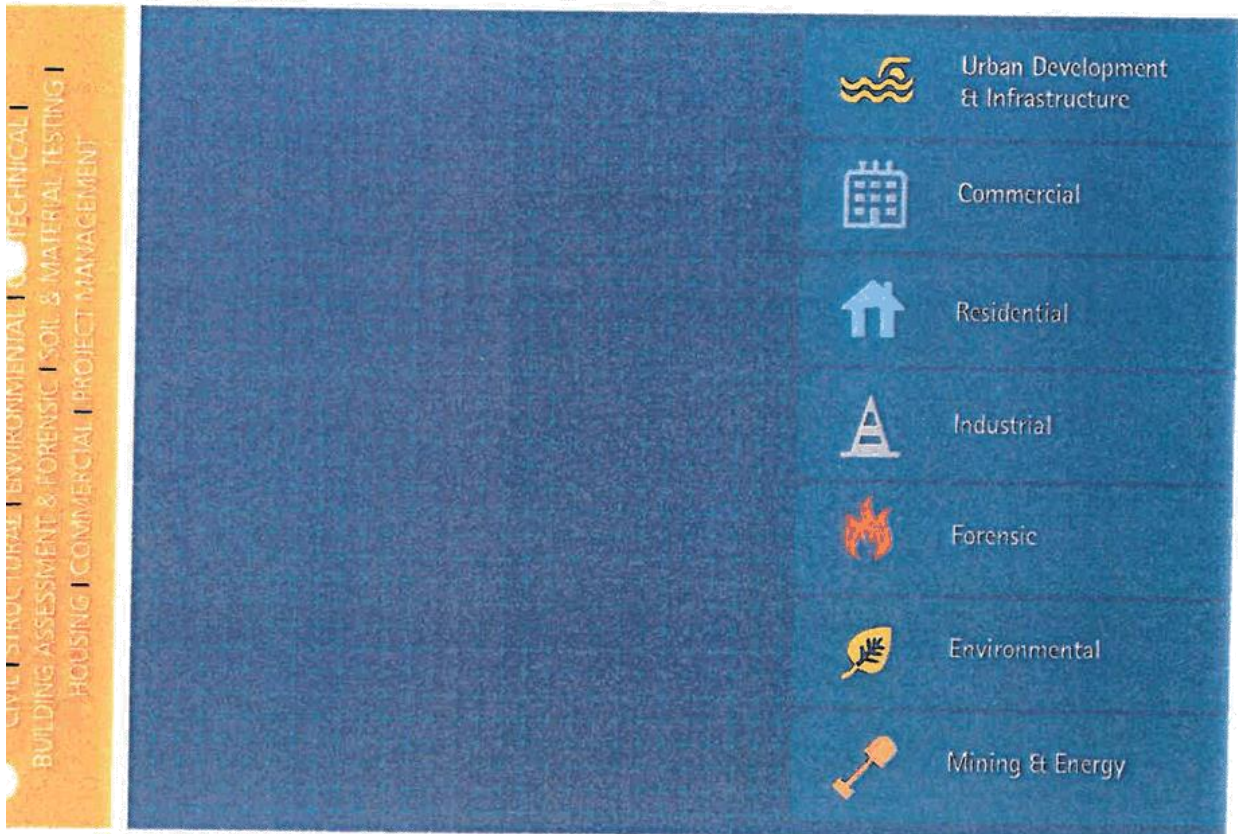 CIVIL I STRUCTURAL I ENVIRONMENTAL I TECHNICAL I
BUILDING ASSESSMENT & FORENSIC I SOIL & MATERIAL TESTING I
HOUSING I COMMERCIAL I PROJECT MANAGEMENT
Urban Development
& Infrastructure
Commercial
Residential
Industrial
Forensic
Environmental
Mining & Energy